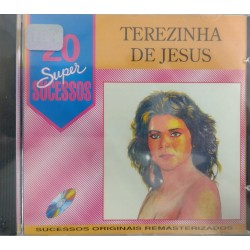 20
Super
SUCESSOS
TEREZINHA
DE JESUS
SUCESSOS ORIGINAIS REMASTERIZADOS